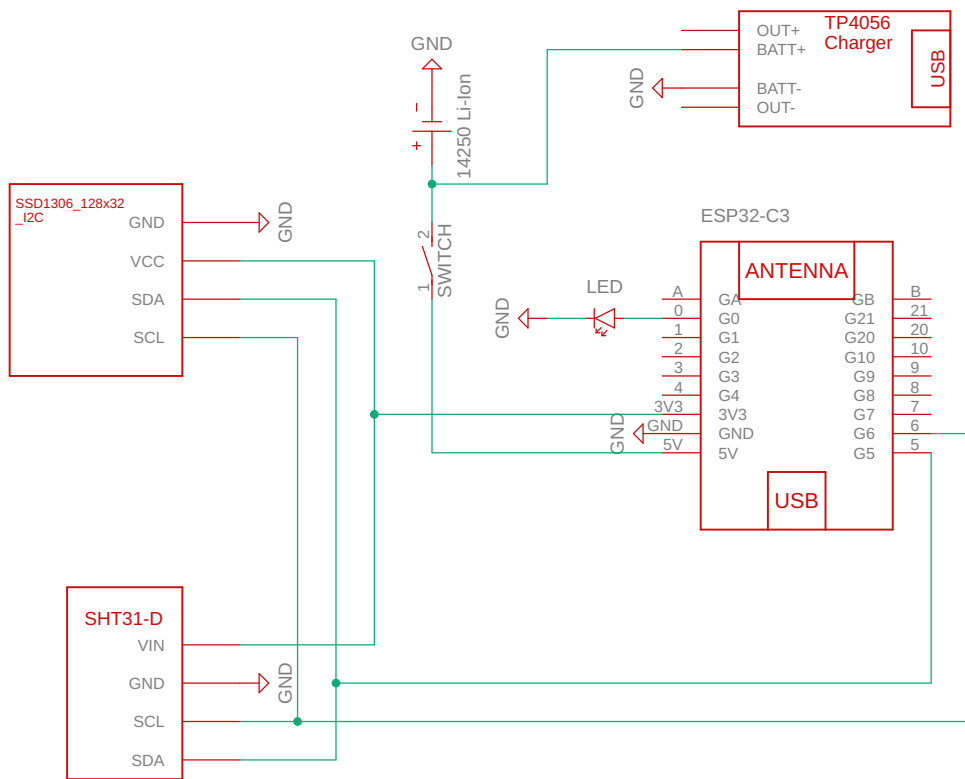 TP4056
Charger
OUT+
BATT+
BATT-
OUT-
USB
GND
GND
-
+
14250 Li-Ion
2
1
SWITCH
SSD1306_128x32
_I2C
GND
VCC
SDA
SCL
GND
ESP32-C3
ANTENNA
LED
GND
A
0
1
2
3
4
3V3
GND
5V
GND
GA
G0
G1
G2
G3
G4
3V3
GND
5V
GB
G21
G20
G10
G9
G8
G7
G6
G5
B
21
20
10
9
8
7
6
5
USB
SHT31-D
VIN
GND
SCL
SDA
GND